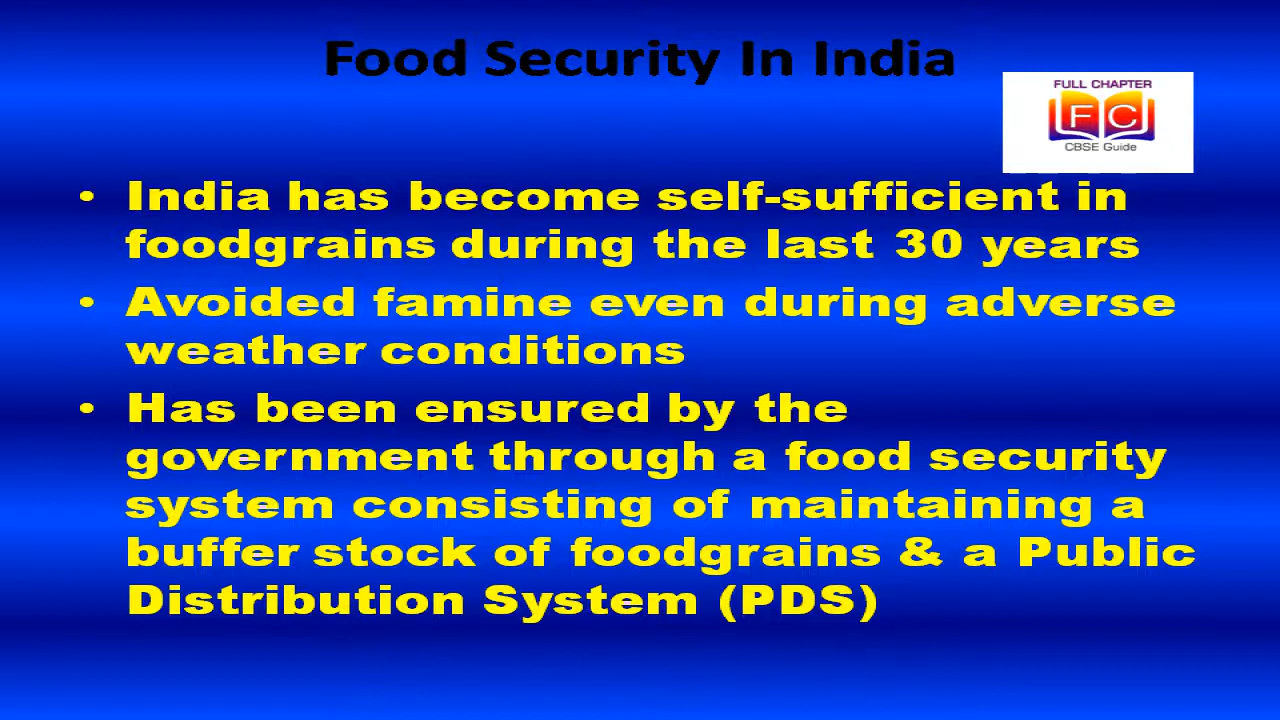 Food Security In India
FULL CHAPTER
FC
CBSE Guide
• India has become self-sufficient in
foodgrains during the last 30 years
• Avoided famine even during adverse
weather conditions
• Has been ensured by the
government through a food security
system consisting of maintaining a
buffer stock of foodgrains & a Public
Distribution System (PDS)